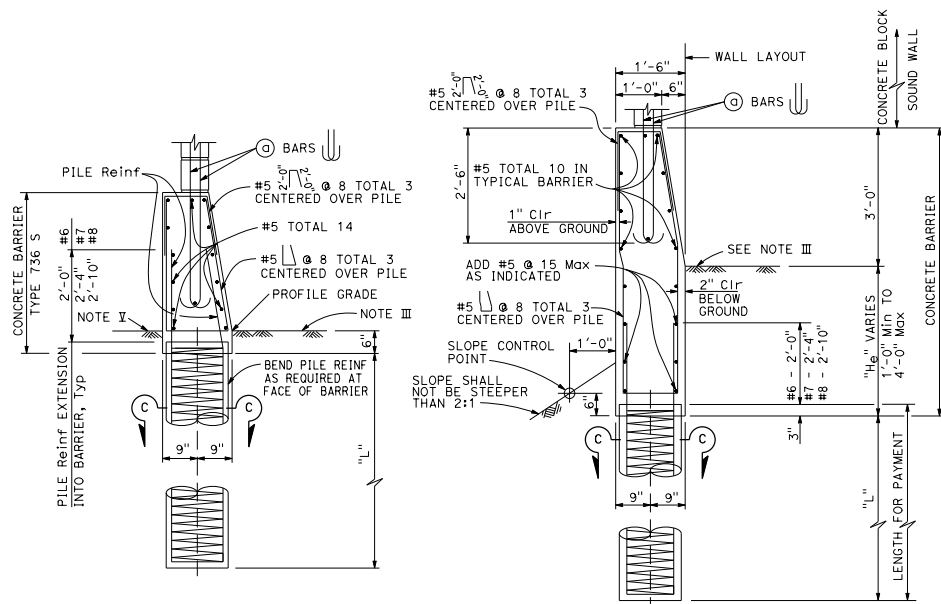 ⓐ BARS
PILE Reinf
#5 2'-0" 2'-0" @ 8 TOTAL 3
CENTERED OVER PILE
#5 TOTAL 14
#5 @ 8 TOTAL 3
CENTERED OVER PILE
PROFILE GRADE
NOTE V
NOTE III
CONCRETE BARRIER
TYPE 736 S
2'-0" #6
2'-4" #7
2'-10" #8
6"
BEND PILE REINF
AS REQUIRED AT
FACE OF BARRIER
PILE Reinf EXTENSION
INTO BARRIER, Typ
C
C
9"
9"
"L"
WALL LAYOUT
1'-6"
1'-0"
6"
#5 2'-0" 2'-0" @ 8 TOTAL 3
CENTERED OVER PILE
ⓐ BARS
CONCRETE BLOCK
SOUND WALL
2'-6"
#5 TOTAL 10 IN
TYPICAL BARRIER
1" Clr
ABOVE GROUND
3'-0"
CONCRETE BARRIER
SEE NOTE III
ADD #5 @ 15 Max
AS INDICATED
2" Clr
BELOW
GROUND
#5 @ 8 TOTAL 3
CENTERED OVER PILE
SLOPE CONTROL
POINT
1'-0"
SLOPE SHALL
NOT BE STEEPER
THAN 2:1
6"
#6 - 2'-0"
#7 - 2'-4"
#8 - 2'-10"
"He" VARIES
1'-0" Min TO
4'-0" Max
3"
C
C
9"
9"
"L"
LENGTH FOR PAYMENT